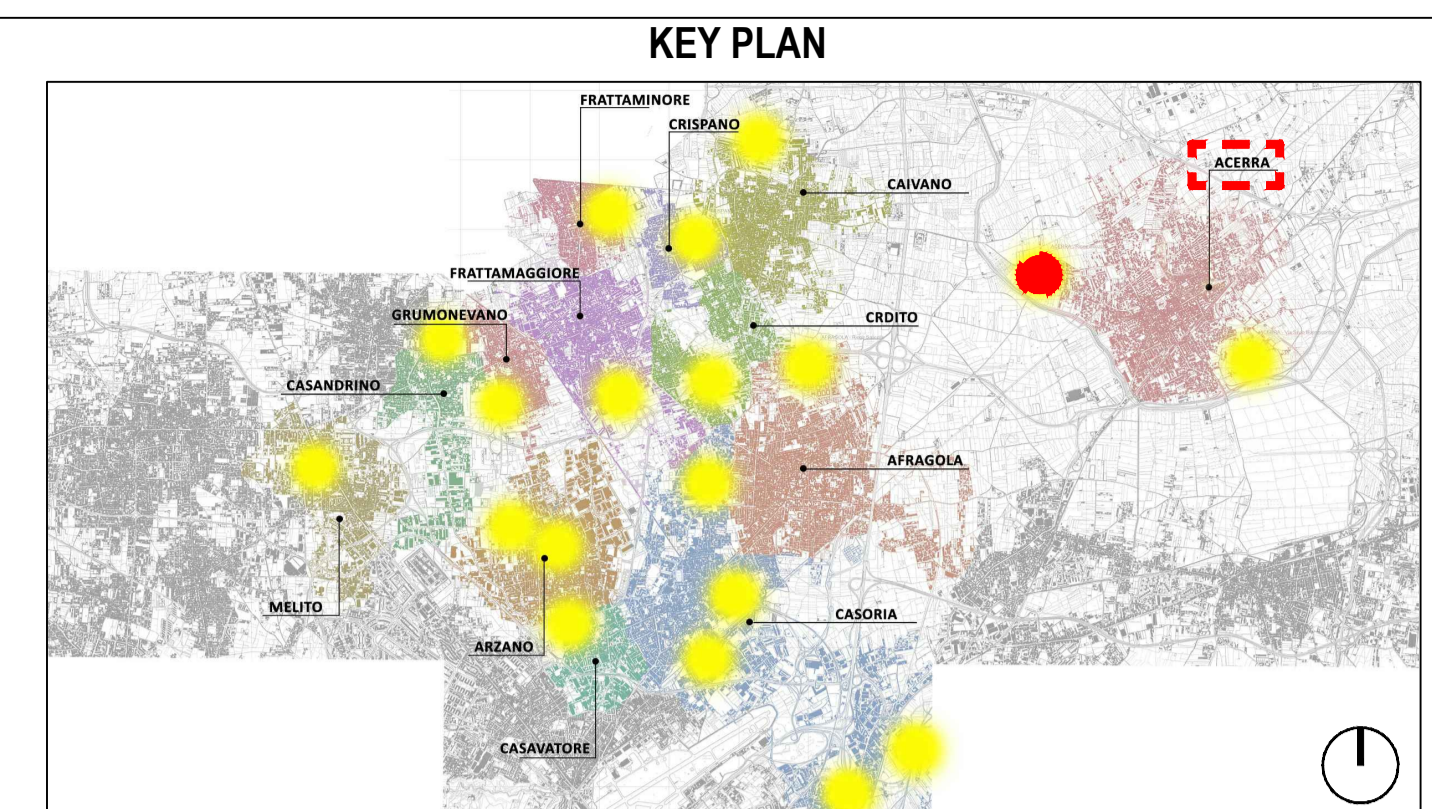 KEY PLAN
FRATTAMINORE
CRISPANO
ACERRA
CAIVANO
FRATTAMAGGIORE
GRUMONEVANO
CRDITO
CASANDRINO
AFRAGOLA
MELITO
CASORIA
ARZANO
CASAVATORE